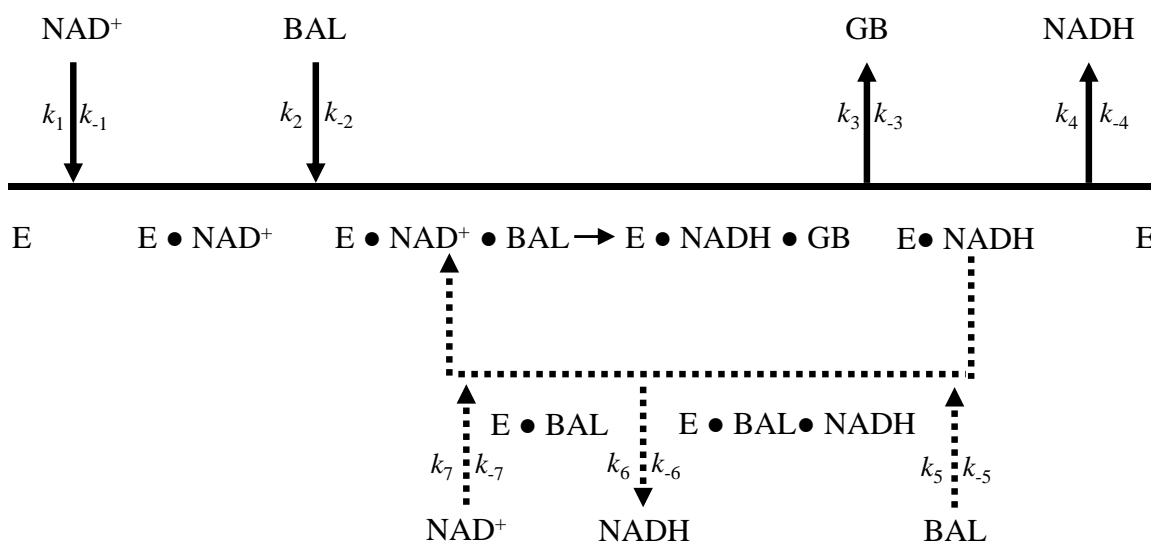 NAD⁺ BAL GB NADH
k₁ k₋₁ k₂ k₋₂ k₃ k₋₃ k₄ k₋₄
E E ● NAD⁺ E ● NAD⁺ ● BAL E ● NADH ● GB E● NADH E
E ● BAL E ● BAL● NADH
k₇ k₋₇ k₆ k₋₆ k₅ k₋₅
NAD⁺ NADH BAL